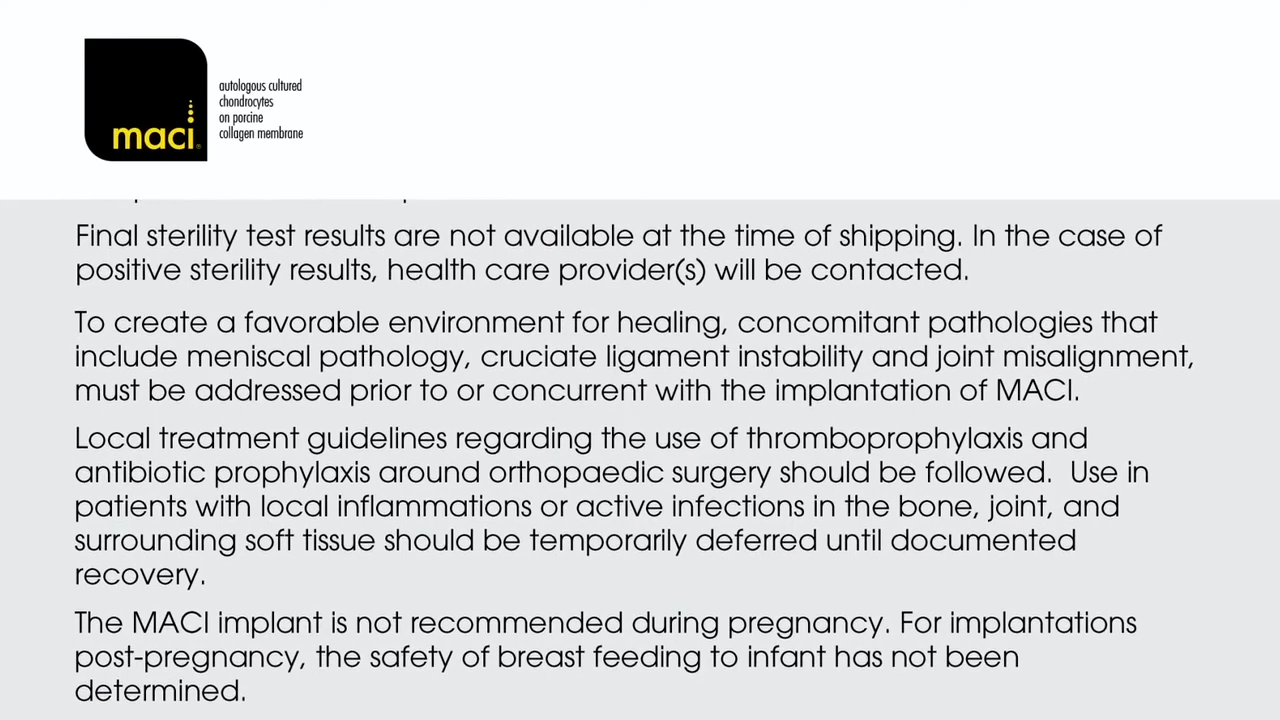 maci®
autologous cultured
chondrocytes
on porcine
collagen membrane
Final sterility test results are not available at the time of shipping. In the case of
positive sterility results, health care provider(s) will be contacted.
To create a favorable environment for healing, concomitant pathologies that
include meniscal pathology, cruciate ligament instability and joint misalignment,
must be addressed prior to or concurrent with the implantation of MACI.
Local treatment guidelines regarding the use of thromboprophylaxis and
antibiotic prophylaxis around orthopaedic surgery should be followed.  Use in
patients with local inflammations or active infections in the bone, joint, and
surrounding soft tissue should be temporarily deferred until documented
recovery.
The MACI implant is not recommended during pregnancy. For implantations
post-pregnancy, the safety of breast feeding to infant has not been
determined.